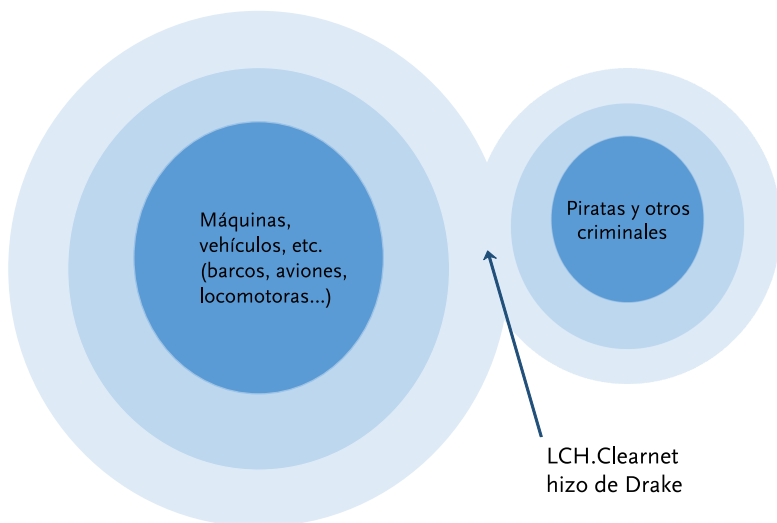 Máquinas,
vehículos, etc.
(barcos, aviones,
locomotoras...)
Piratas y otros
criminales
LCH.Clearnet
hizo de Drake